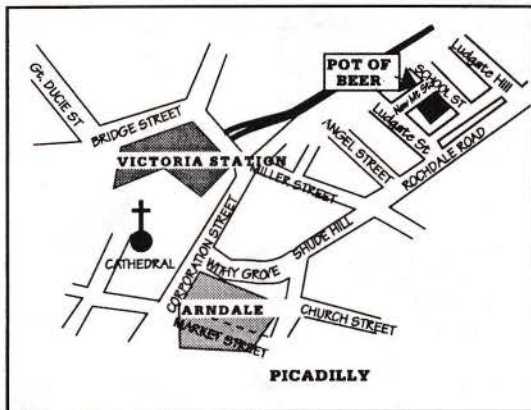 POT OF
BEER
Ludgate Hill
SCHOOL ST
New Mt St
Ludgate St
ANGEL STREET
ROCHDALE ROAD
Gt. DUCIE ST
BRIDGE STREET
VICTORIA STATION
MILLER STREET
SHUDE HILL
CATHEDRAL
CORPORATION STREET
WITHY GROVE
ARNDALE
MARKET STREET
CHURCH STREET
PICADILLY